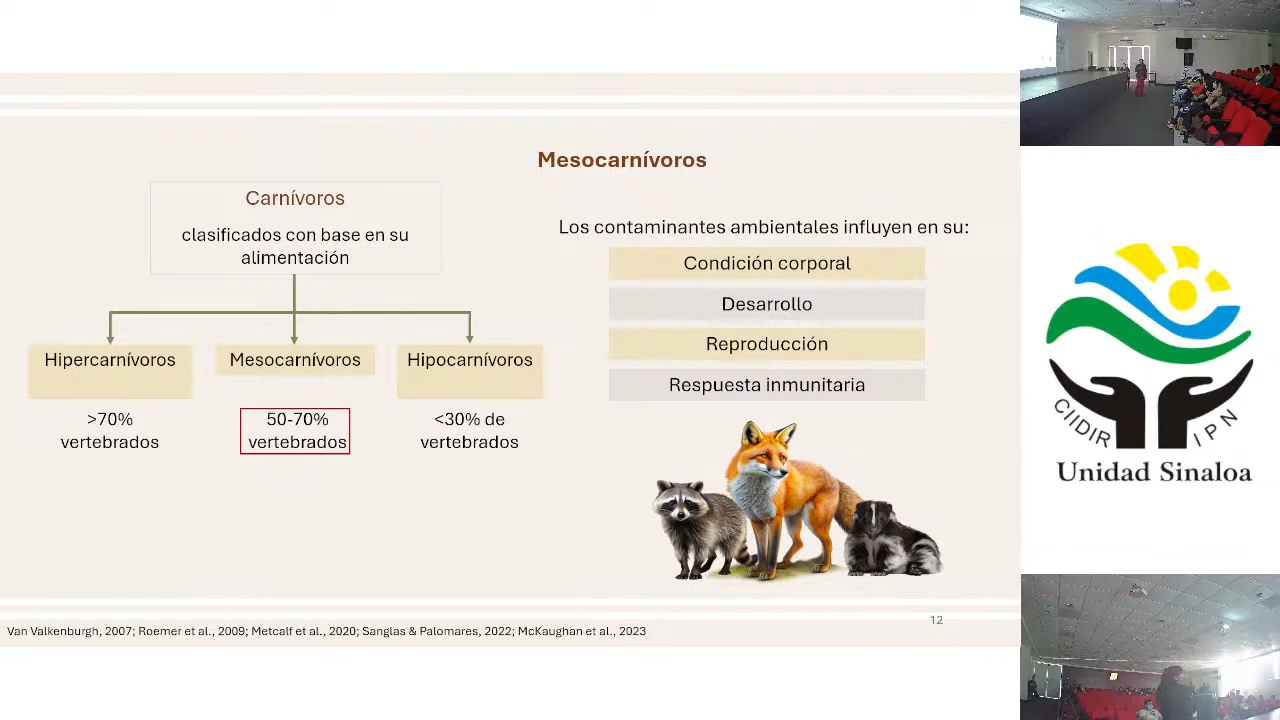 Mesocarnívoros
Carnívoros
clasificados con base en su
alimentación
Hipercarnívoros
>70%
vertebrados
Mesocarnívoros
50-70%
vertebrados
Hipocarnívoros
<30% de
vertebrados
Los contaminantes ambientales influyen en su:
Condición corporal
Desarrollo
Reproducción
Respuesta inmunitaria
Van Valkenburgh, 2007; Roemer et al., 2009; Metcalf et al., 2020; Sanglas & Palomares, 2022; McKaughan et al., 2023
12
CIIDIR IPN
Unidad Sinaloa